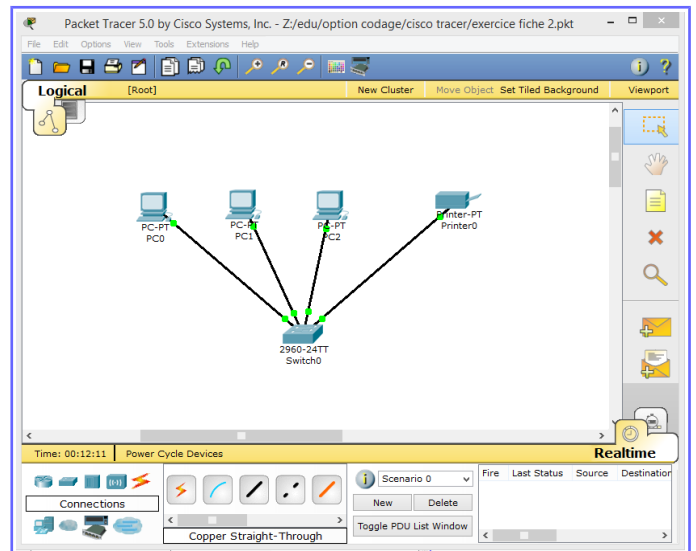 Packet Tracer 5.0 by Cisco Systems, Inc. - Z:/edu/option codage/cisco tracer/exercice fiche 2.pkt
File Edit Options View Tools Extensions Help
Logical [Root] New Cluster Move Object Set Tiled Background Viewport
PC-PT
PC0
PC-PT
PC1
PC-PT
PC2
Printer-PT
Printer0
2960-24TT
Switch0
Time: 00:12:11 Power Cycle Devices Realtime
Connections
Copper Straight-Through
Scenario 0
New Delete
Toggle PDU List Window
Fire Last Status Source Destination